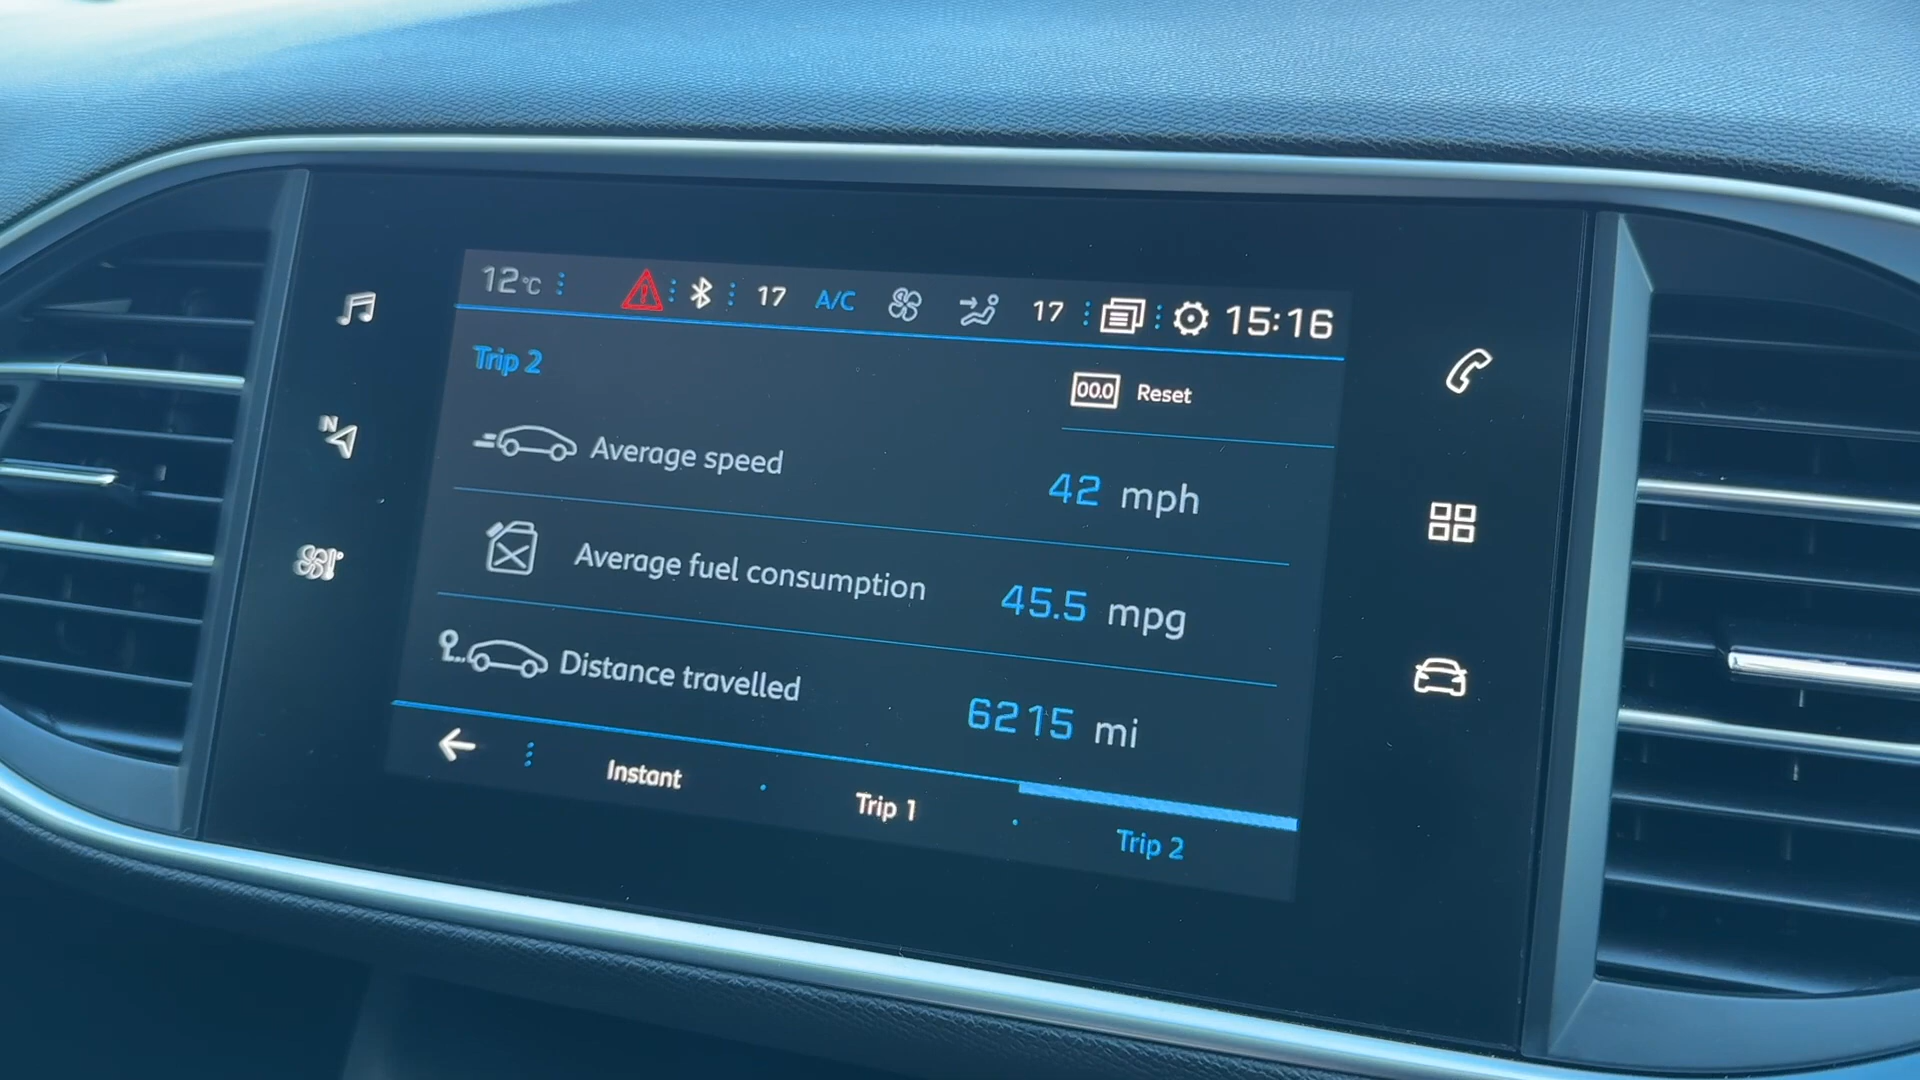 12°C 17 A/C 17 15:16
Trip 2
00.0 Reset
Average speed 42 mph
N
Average fuel consumption 45.5 mpg
Distance travelled 6215 mi
Instant Trip 1 Trip 2